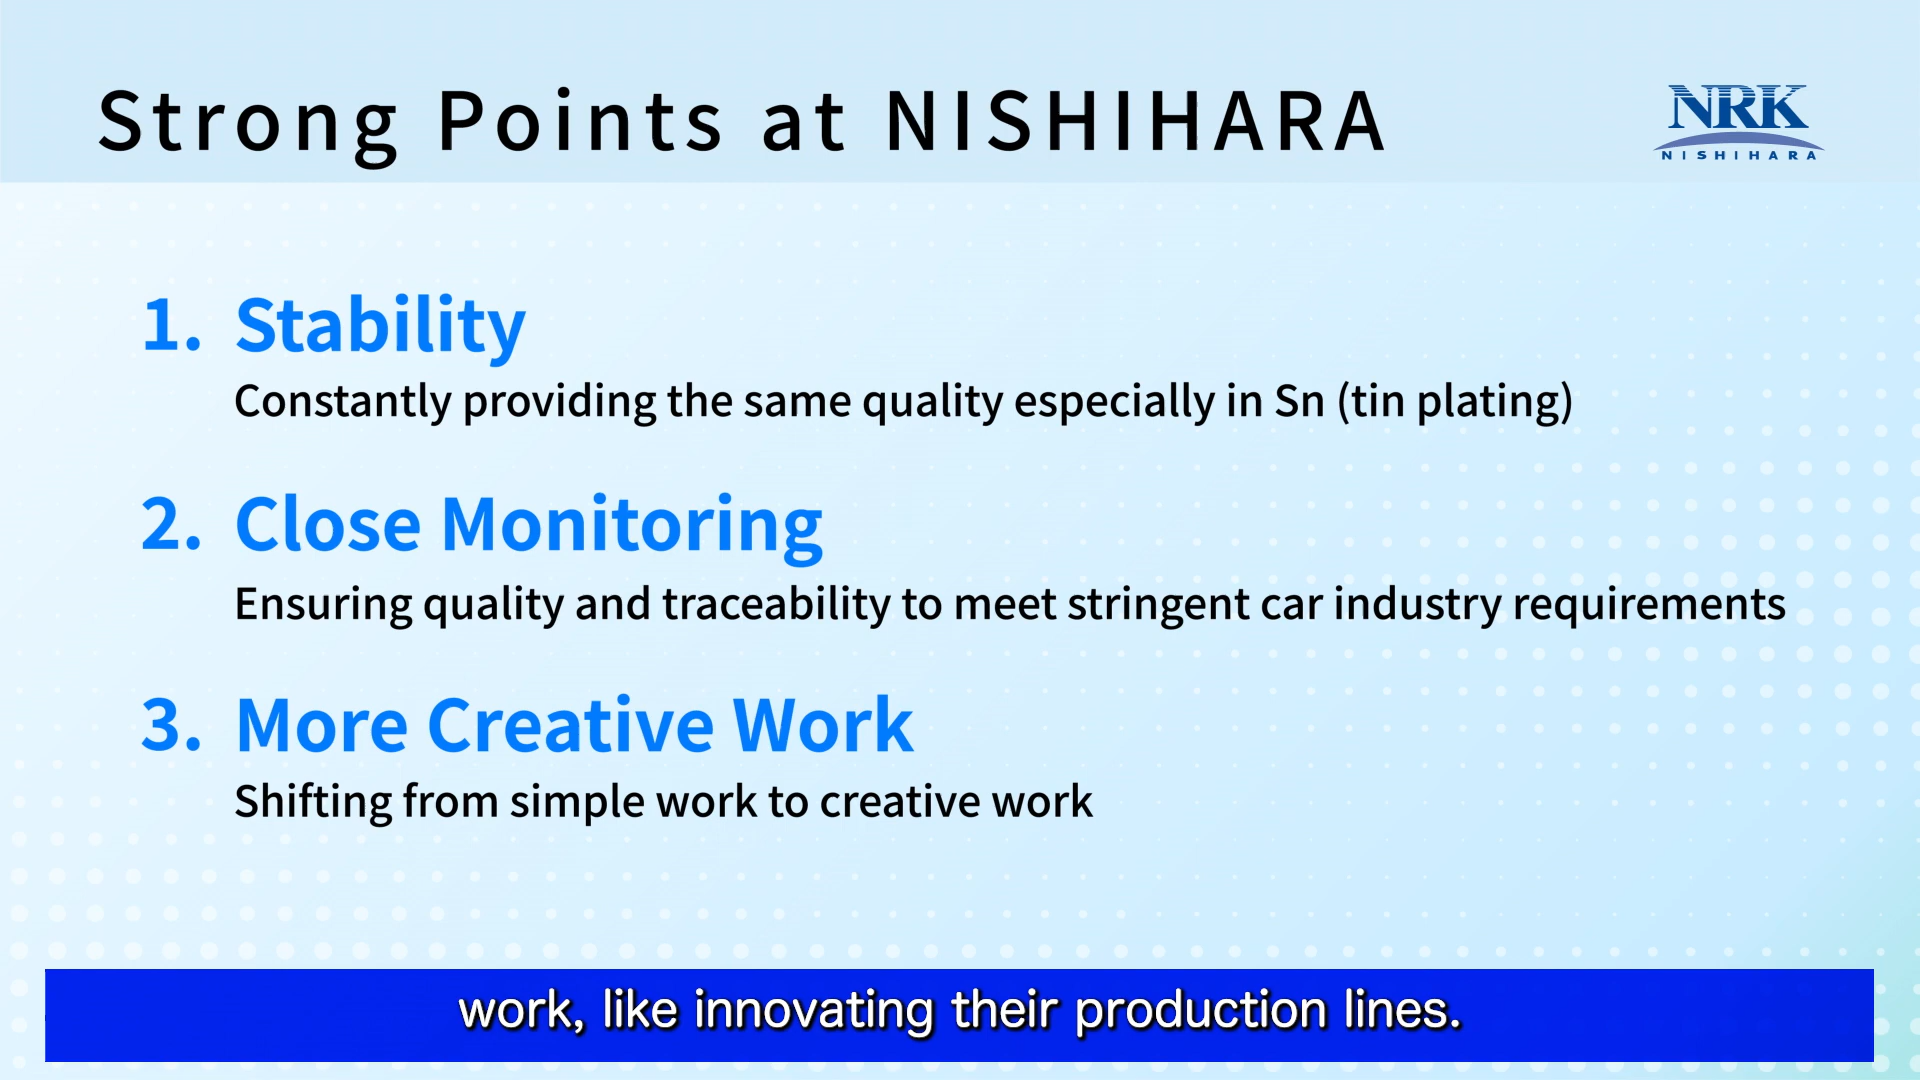 Strong Points at NISHIHARA
NRK
NISHIHARA
1. Stability
Constantly providing the same quality especially in Sn (tin plating)
2. Close Monitoring
Ensuring quality and traceability to meet stringent car industry requirements
3. More Creative Work
Shifting from simple work to creative work
work, like innovating their production lines.